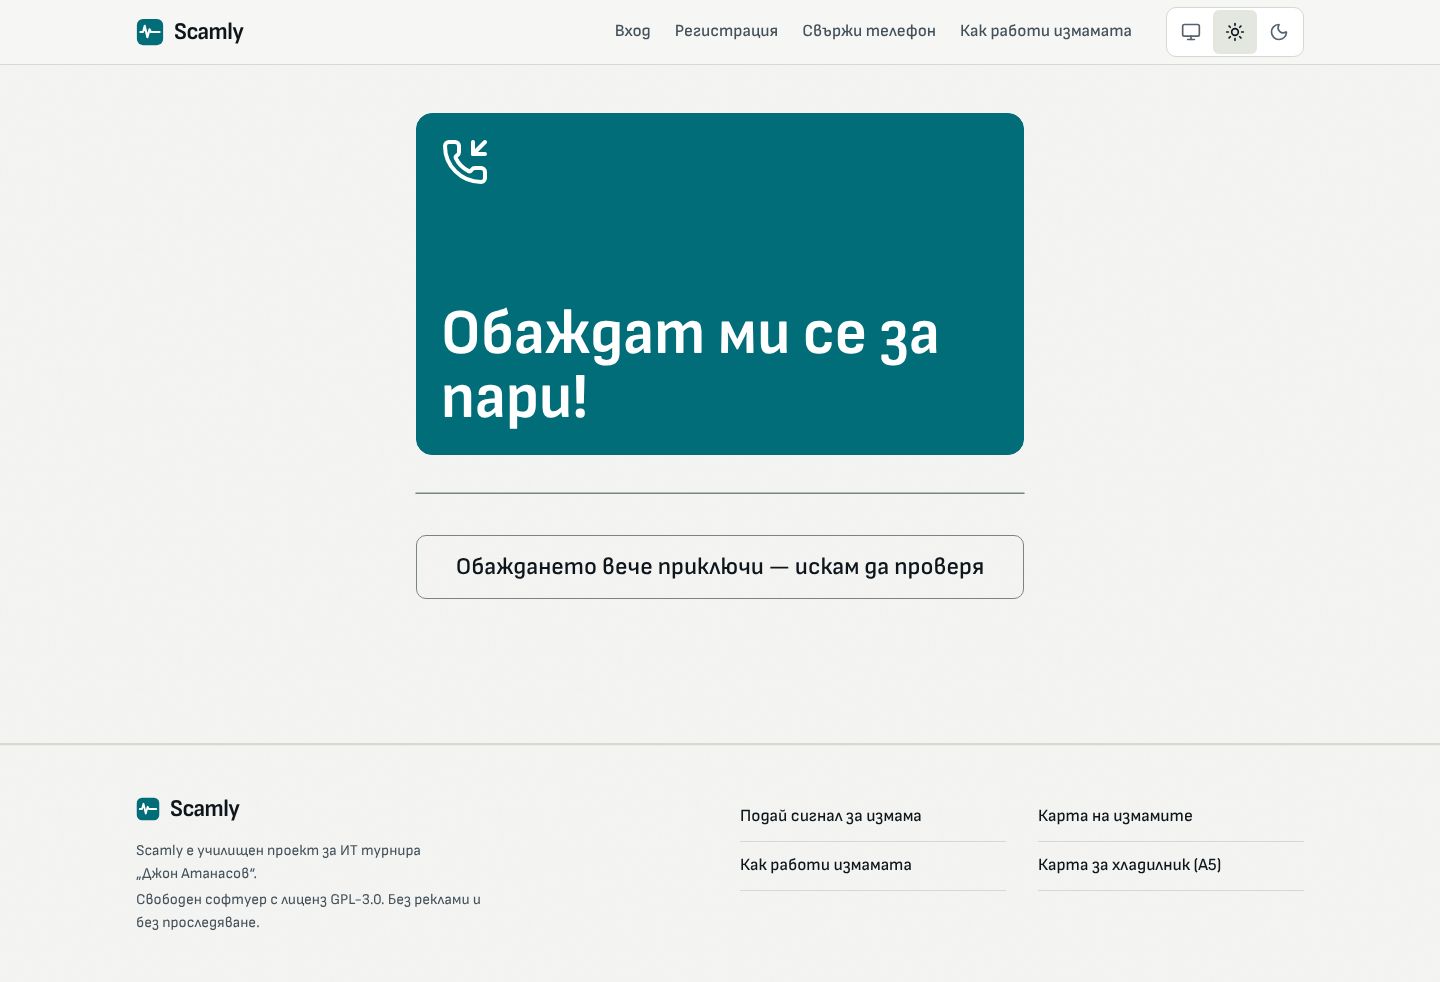 Scamly
Вход
Регистрация
Свържи телефон
Как работи измамата
Обаждат ми се за
пари!
Обаждането вече приключи — искам да проверя
Scamly
Scamly е училищен проект за ИТ турнира
„Джон Атанасов“.
Свободен софтуер с лиценз GPL-3.0. Без реклами и
без проследяване.
Подай сигнал за измама
Карта на измамите
Как работи измамата
Карта за хладилник (А5)